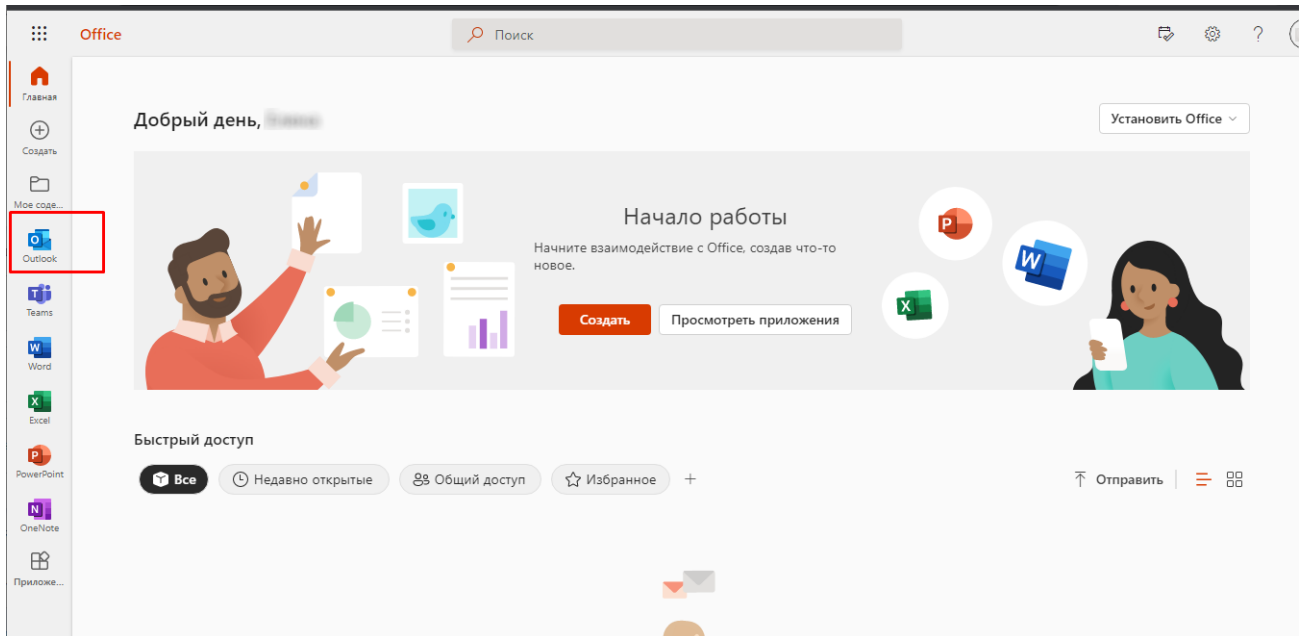 Office
Поиск
Главная
Создать
Мое соде...
Outlook
Teams
Word
Excel
PowerPoint
OneNote
Приложе...
Добрый день,
Установить Office
Начало работы
Начните взаимодействие с Office, создав что-то
новое.
Создать
Просмотреть приложения
Быстрый доступ
Все
Недавно открытые
Общий доступ
Избранное
Отправить